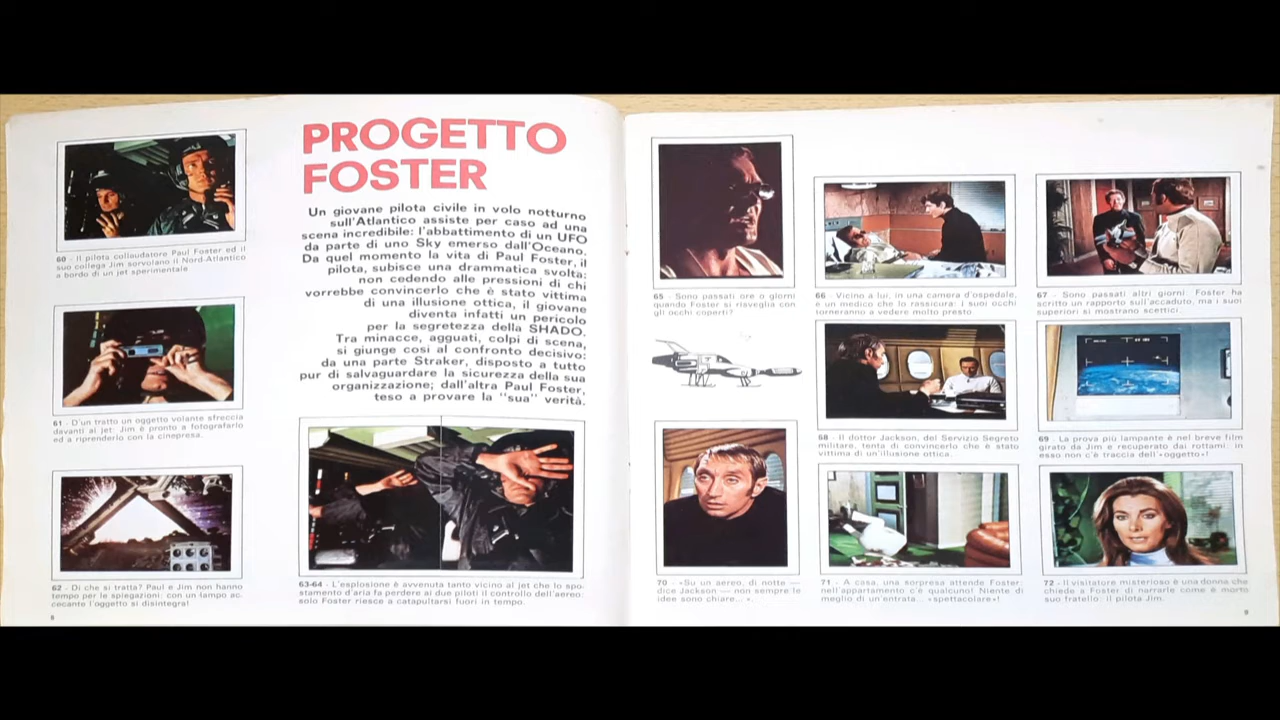 PROGETTO
FOSTER
Un giovane pilota civile in volo notturno
sull'Atlantico assiste per caso ad una
scena incredibile: l'abbattimento di un UFO
da parte di uno Sky emerso dall'Oceano.
Da quel momento la vita di Paul Foster, il
pilota, subisce una drammatica svolta:
non cedendo alle pressioni di chi
vorrebbe convincerlo che è stato vittima
di una illusione ottica, il giovane
diventa infatti un pericolo
per la segretezza della SHADO.
Tra minacce, agguati, colpi di scena,
si giunge così al confronto decisivo:
da una parte Straker, disposto a tutto
pur di salvaguardare la sicurezza della sua
organizzazione; dall'altra Paul Foster,
teso a provare la "sua" verità.
60 - Il pilota collaudatore Paul Foster ed il
suo collega Jim sorvolano il Nord-Atlantico
a bordo di un jet sperimentale
61 - D'un tratto un oggetto volante sfreccia
davanti al jet: Jim è pronto a fotografarlo
ed a riprenderlo con la cinepresa.
62 - Di che si tratta? Paul e Jim non hanno
tempo per le spiegazioni: con un lampo ac-
cecante l'oggetto si disintegra!
63-64 - L'esplosione è avvenuta tanto vicino al jet che lo spo-
stamento d'aria fa perdere ai due piloti il controllo dell'aereo:
solo Foster riesce a catapultarsi fuori in tempo.
8
65 - Sono passati ore o giorni
quando Foster si risveglia con
gli occhi coperti?
66 - Vicino a lui, in una camera d'ospedale,
è un medico che lo rassicura: i suoi occhi
torneranno a vedere molto presto
67 - Sono passati altri giorni: Foster ha
scritto un rapporto sull'accaduto, ma i suoi
superiori si mostrano scettici.
68 - Il dottor Jackson, del Servizio Segreto
militare, tenta di convincerlo che è stato
vittima di un'illusione ottica.
69 - La prova più lampante è nel breve film
girato da Jim e recuperato dai rottami: in
esso non c'è traccia dell'«oggetto»!
70 - «Su un aereo, di notte —
dice Jackson — non sempre le
idee sono chiare... ».
71 - A casa, una sorpresa attende Foster:
nell'appartamento c'è qualcuno! Niente di
meglio di un'entrata... «spettacolare»!
72 - Il visitatore misterioso è una donna che
chiede a Foster di narrarle come è morto
suo fratello: il pilota Jim.
9